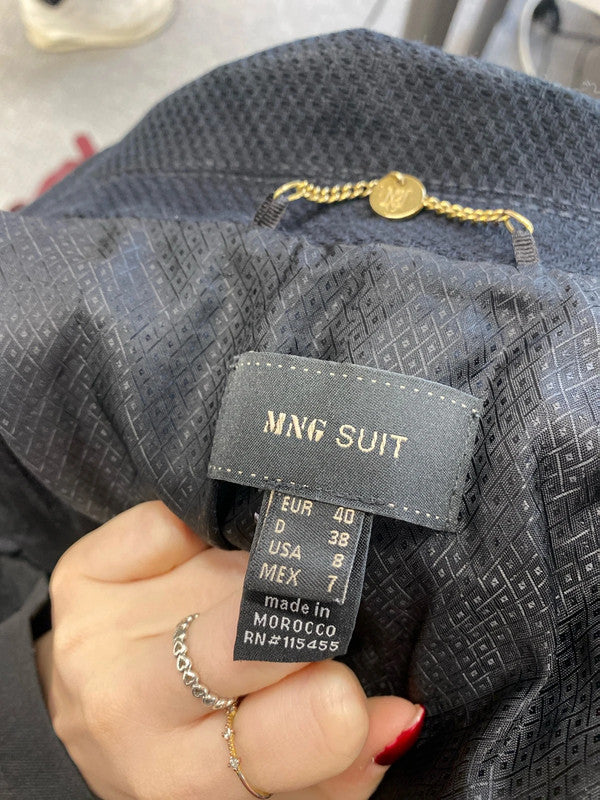 MNG SUIT
EUR 40
D 38
USA 8
MEX 7
made in
MOROCCO
RN#115455